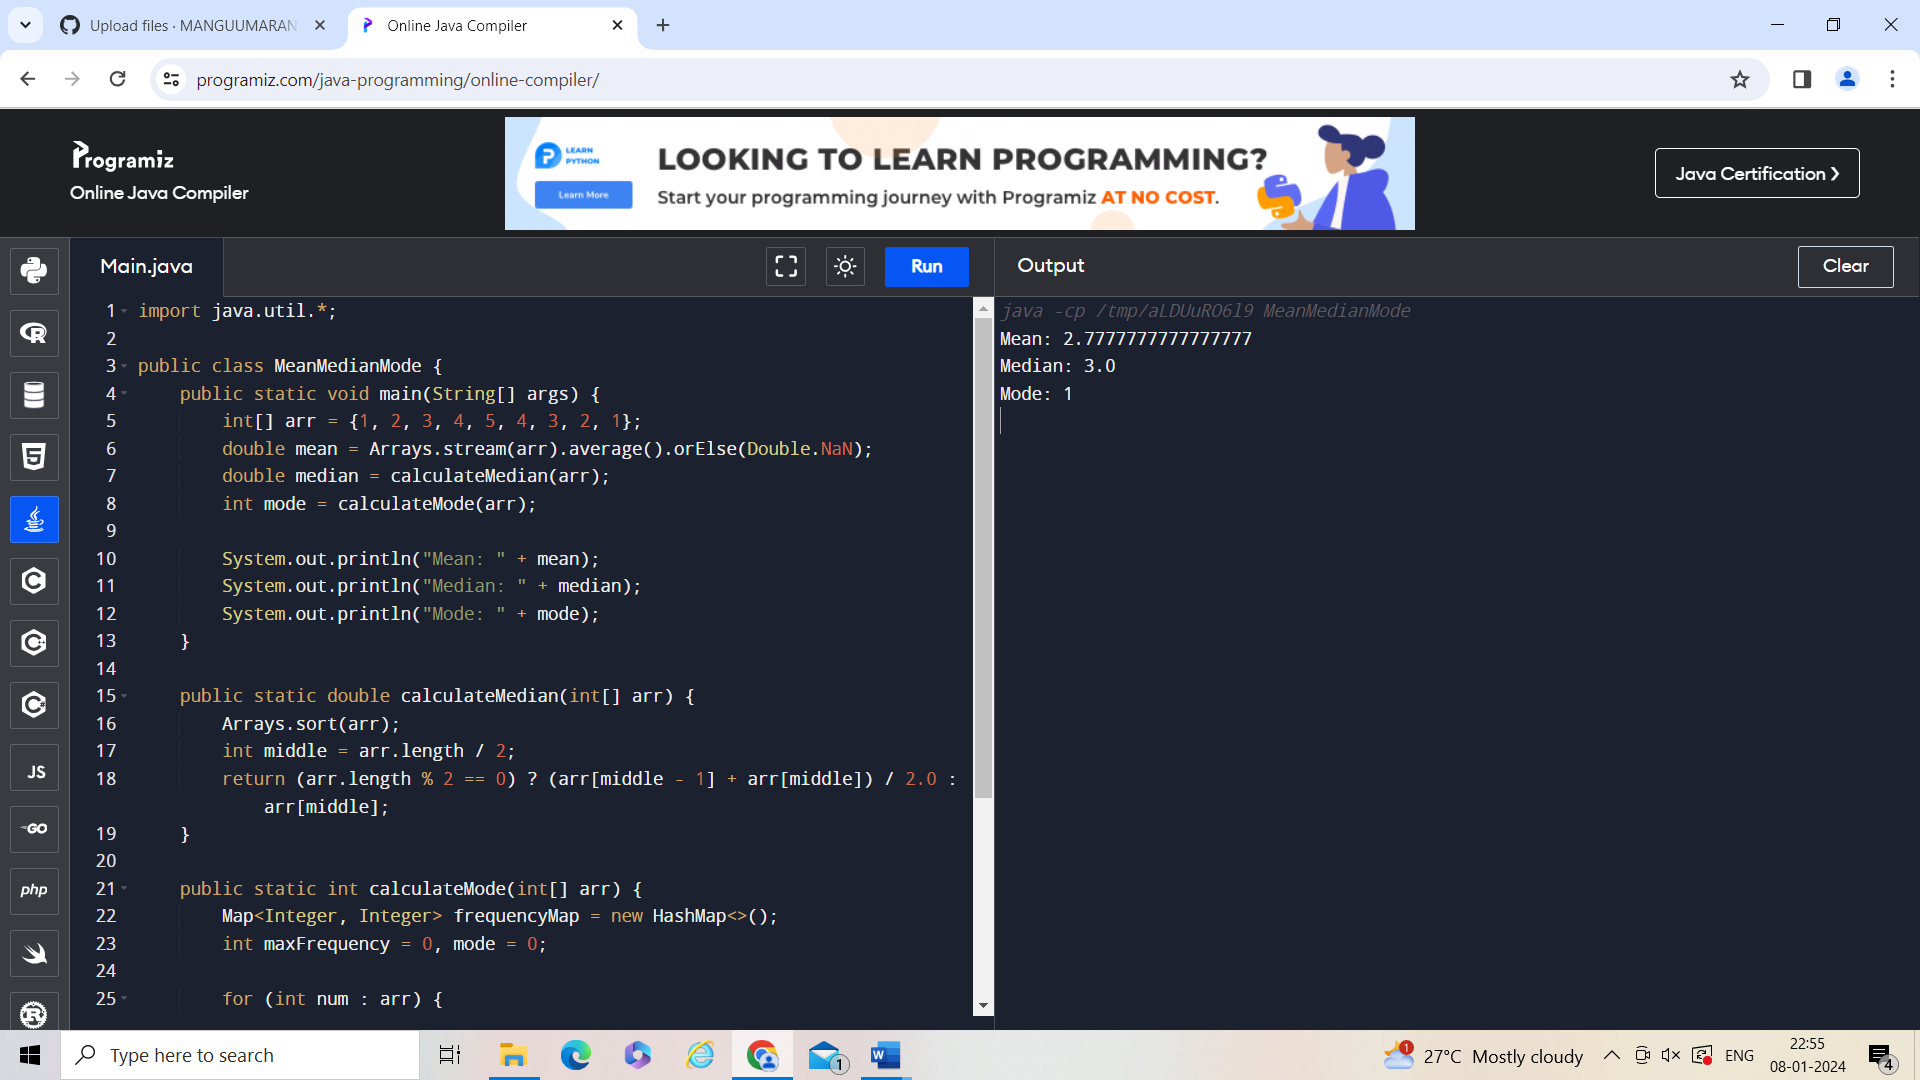 Upload files · MANGUUMARAN
Online Java Compiler
programiz.com/java-programming/online-compiler/
Programiz
Online Java Compiler
LEARN
PYTHON
Learn More
LOOKING TO LEARN PROGRAMMING?
Start your programming journey with Programiz AT NO COST.
Java Certification ❯
Main.java
Run
Output
Clear
1 import java.util.*;
2
3 public class MeanMedianMode {
4 public static void main(String[] args) {
5 int[] arr = {1, 2, 3, 4, 5, 4, 3, 2, 1};
6 double mean = Arrays.stream(arr).average().orElse(Double.NaN);
7 double median = calculateMedian(arr);
8 int mode = calculateMode(arr);
9
10 System.out.println("Mean: " + mean);
11 System.out.println("Median: " + median);
12 System.out.println("Mode: " + mode);
13 }
14
15 public static double calculateMedian(int[] arr) {
16 Arrays.sort(arr);
17 int middle = arr.length / 2;
18 return (arr.length % 2 == 0) ? (arr[middle - 1] + arr[middle]) / 2.0 :
arr[middle];
19 }
20
21 public static int calculateMode(int[] arr) {
22 Map<Integer, Integer> frequencyMap = new HashMap<>();
23 int maxFrequency = 0, mode = 0;
24
25 for (int num : arr) {
java -cp /tmp/aLDUuRO6l9 MeanMedianMode
Mean: 2.7777777777777777
Median: 3.0
Mode: 1
JS
GO
php
Type here to search
1
W
1
27°C Mostly cloudy
ENG
22:55
08-01-2024
4